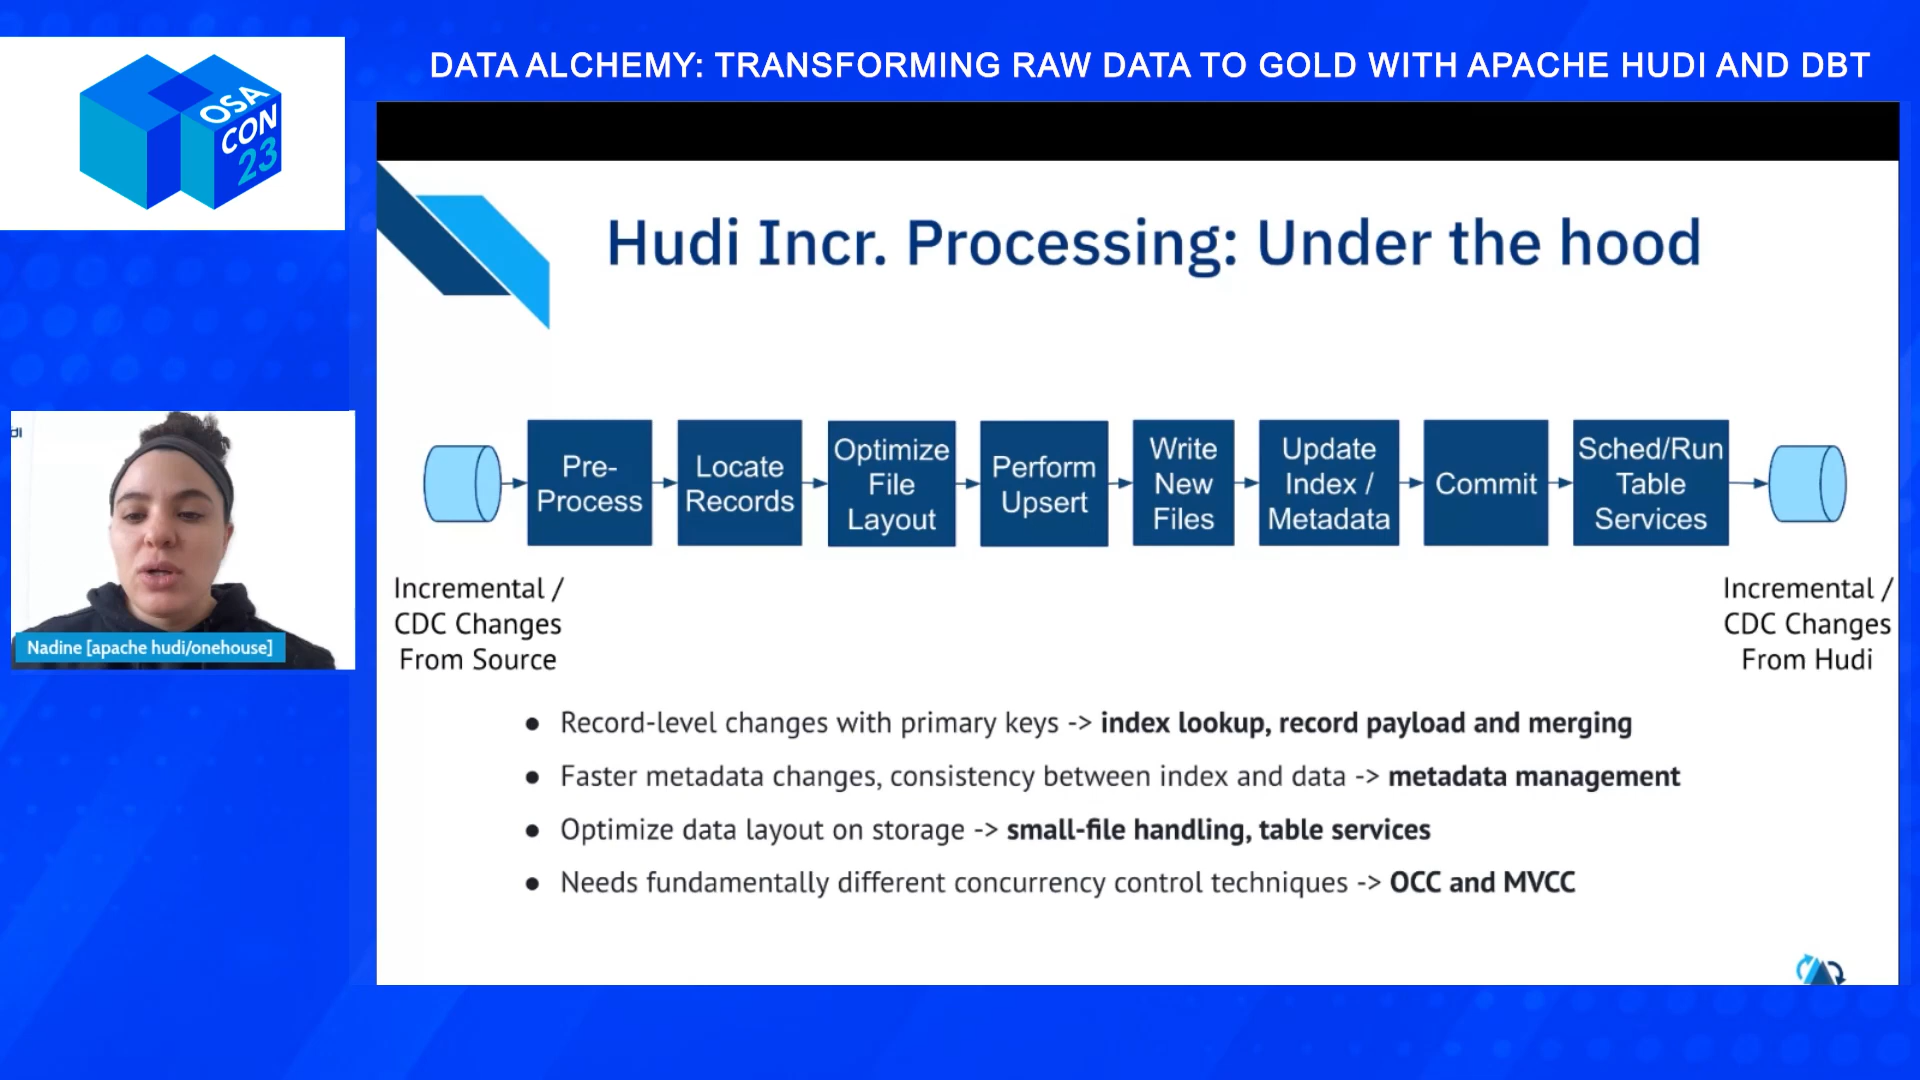 DATA ALCHEMY: TRANSFORMING RAW DATA TO GOLD WITH APACHE HUDI AND DBT
OSA
CON
23
Hudi Incr. Processing: Under the hood
Pre-
Process
Locate
Records
Optimize
File
Layout
Perform
Upsert
Write
New
Files
Update
Index /
Metadata
Commit
Sched/Run
Table
Services
Incremental /
CDC Changes
From Source
Incremental /
CDC Changes
From Hudi
di
Nadine [apache hudi/onehouse]
● Record-level changes with primary keys -> index lookup, record payload and merging
● Faster metadata changes, consistency between index and data -> metadata management
● Optimize data layout on storage -> small-file handling, table services
● Needs fundamentally different concurrency control techniques -> OCC and MVCC